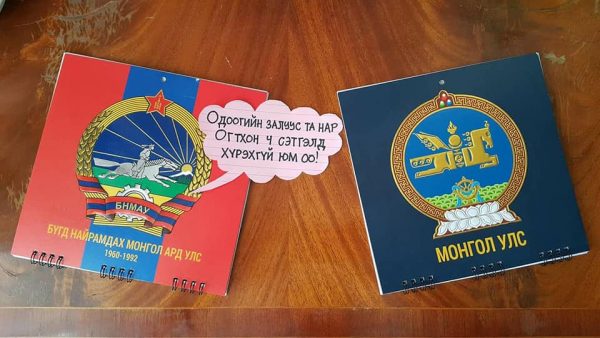 БНМАУ
БҮГД НАЙРАМДАХ МОНГОЛ АРД УЛС
1960-1992
Одоогийн залуус та нар
Огтхон ч сэтгэлд
хүрэхгүй юм оо!
МОНГОЛ УЛС